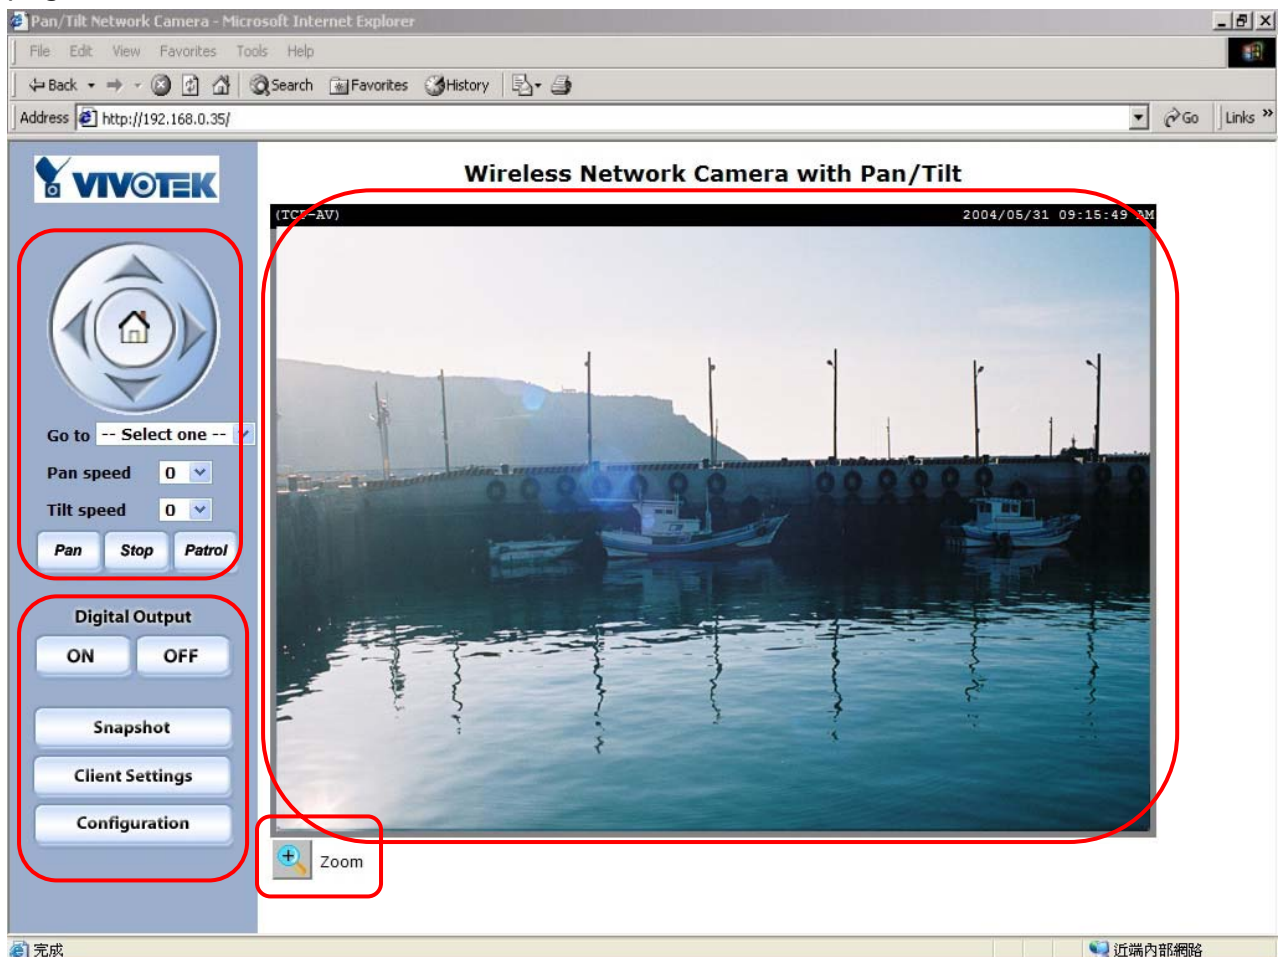 Pan/Tilt Network Camera - Microsoft Internet Explorer
File Edit View Favorites Tools Help
Back Search Favorites History
Address http://192.168.0.35/ Go Links »
VIVOTEK
Wireless Network Camera with Pan/Tilt
(TCP-AV) 2004/05/31 09:15:49 AM
Go to -- Select one --
Pan speed 0
Tilt speed 0
Pan Stop Patrol
Digital Output
ON OFF
Snapshot
Client Settings
Configuration
Zoom
完成 近端內部網路